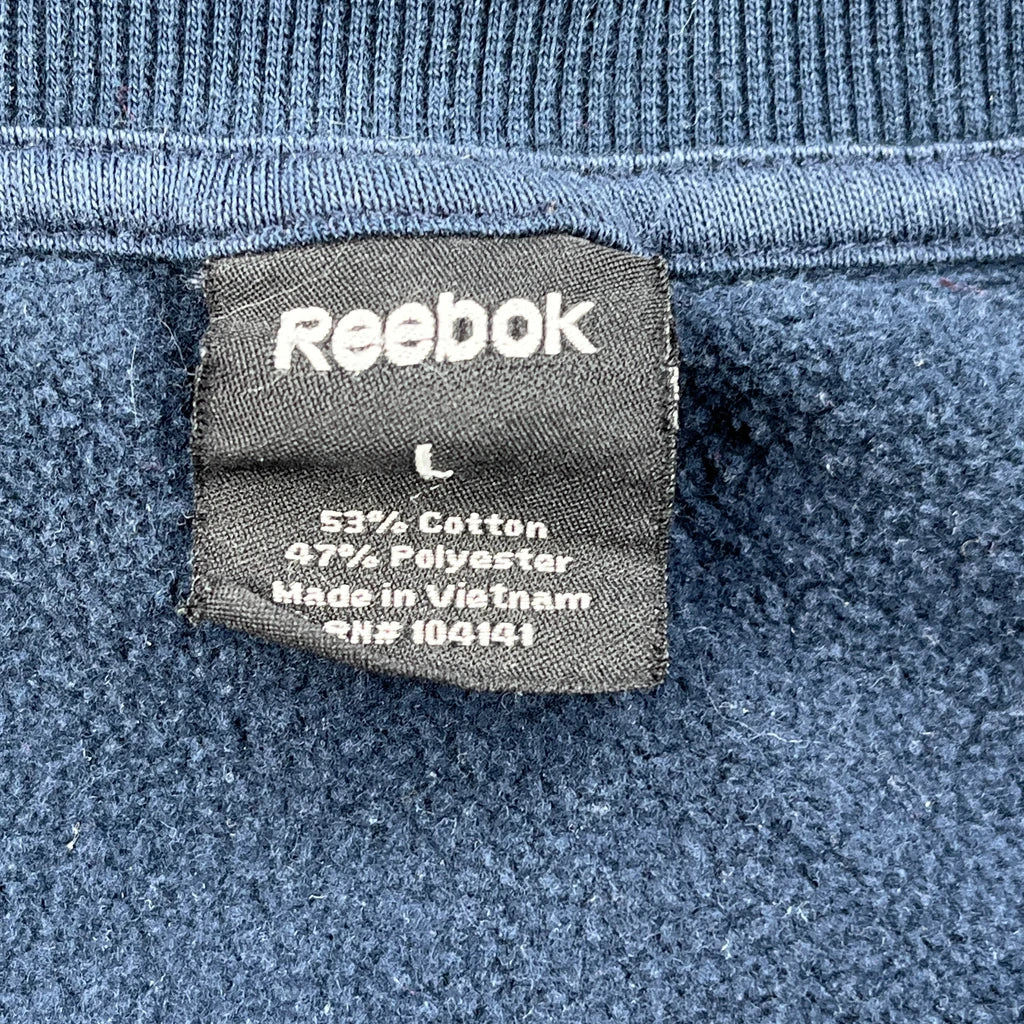 Reebok
L
53% Cotton
47% Polyester
Made in Vietnam
RN# 104141